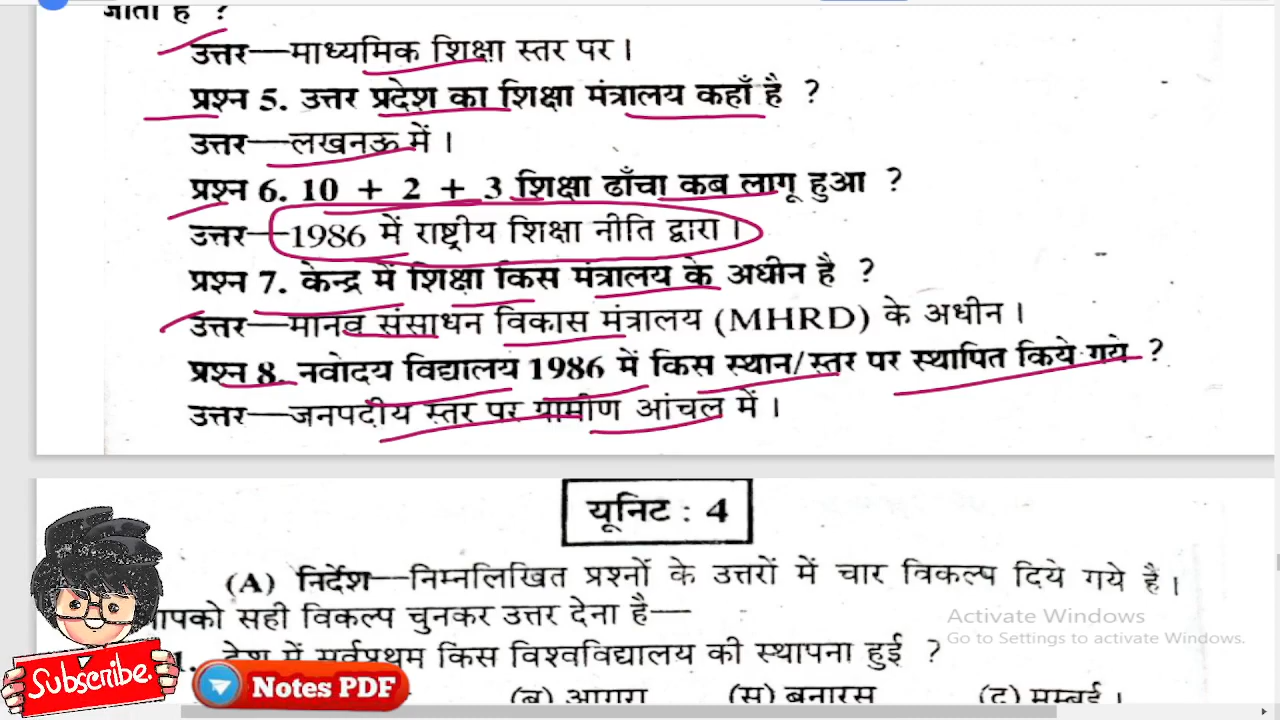 जाता है ?
उत्तर—माध्यमिक शिक्षा स्तर पर।
प्रश्न 5. उत्तर प्रदेश का शिक्षा मंत्रालय कहाँ है ?
उत्तर—लखनऊ में।
प्रश्न 6. 10 + 2 + 3 शिक्षा ढाँचा कब लागू हुआ ?
उत्तर—1986 में राष्ट्रीय शिक्षा नीति द्वारा।
प्रश्न 7. केन्द्र में शिक्षा किस मंत्रालय के अधीन है ?
उत्तर—मानव संसाधन विकास मंत्रालय (MHRD) के अधीन।
प्रश्न 8. नवोदय विद्यालय 1986 में किस स्थान/स्तर पर स्थापित किये गये ?
उत्तर—जनपदीय स्तर पर ग्रामीण आंचल में।
यूनिट : 4
(A) निर्देश—निम्नलिखित प्रश्नों के उत्तरों में चार विकल्प दिये गये हैं।
आपको सही विकल्प चुनकर उत्तर देना है—
1. देश में सर्वप्रथम किस विश्वविद्यालय की स्थापना हुई ?
(ब) आगरा (स) बनारस (द) मुम्बई।
Activate Windows
Go to Settings to activate Windows.
Subscribe.
Notes PDF